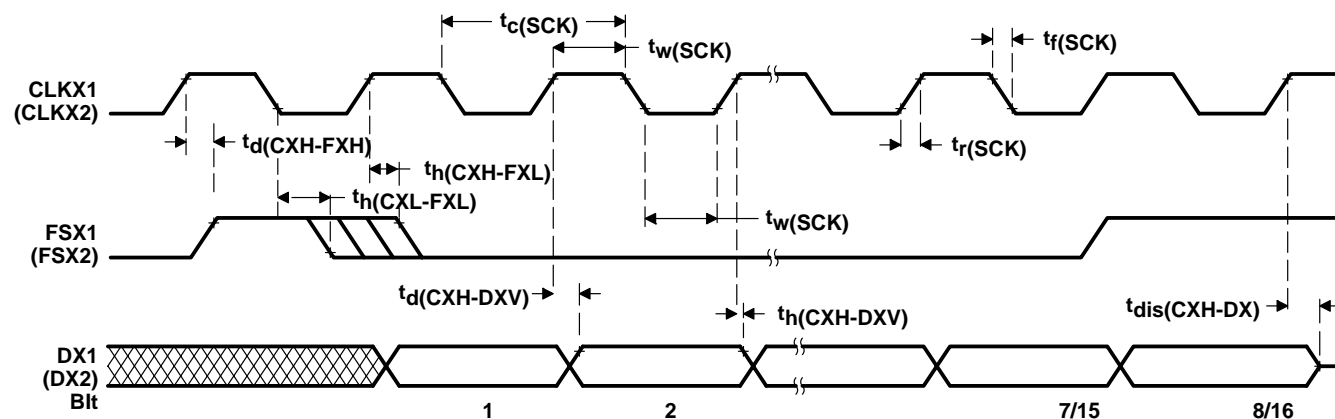 tc(SCK)
tw(SCK)
tf(SCK)
CLKX1
(CLKX2)
td(CXH-FXH)
tr(SCK)
th(CXH-FXL)
th(CXL-FXL)
tw(SCK)
FSX1
(FSX2)
td(CXH-DXV)
th(CXH-DXV)
tdis(CXH-DX)
DX1
(DX2)
BIt
1
2
7/15
8/16